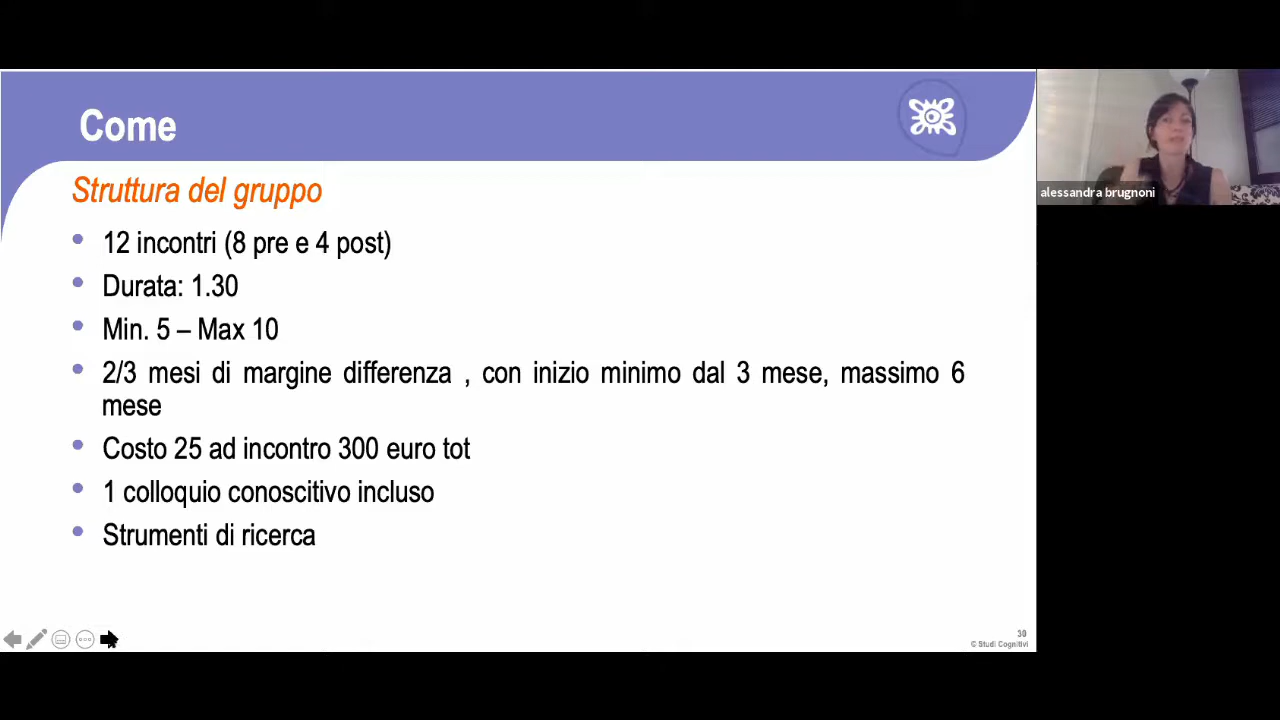 Come
Struttura del gruppo
12 incontri (8 pre e 4 post)
Durata: 1.30
Min. 5 – Max 10
2/3 mesi di margine differenza , con inizio minimo dal 3 mese, massimo 6
mese
Costo 25 ad incontro 300 euro tot
1 colloquio conoscitivo incluso
Strumenti di ricerca
30
© Studi Cognitivi
alessandra brugnoni